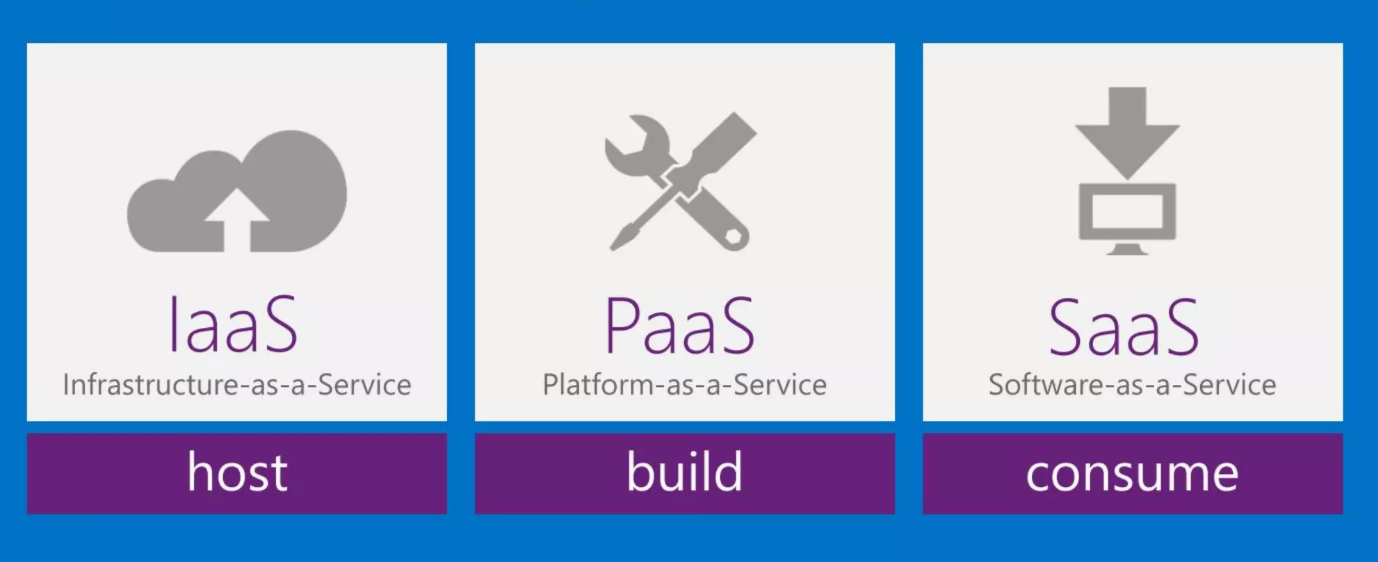 IaaS
Infrastructure-as-a-Service
host
PaaS
Platform-as-a-Service
build
SaaS
Software-as-a-Service
consume